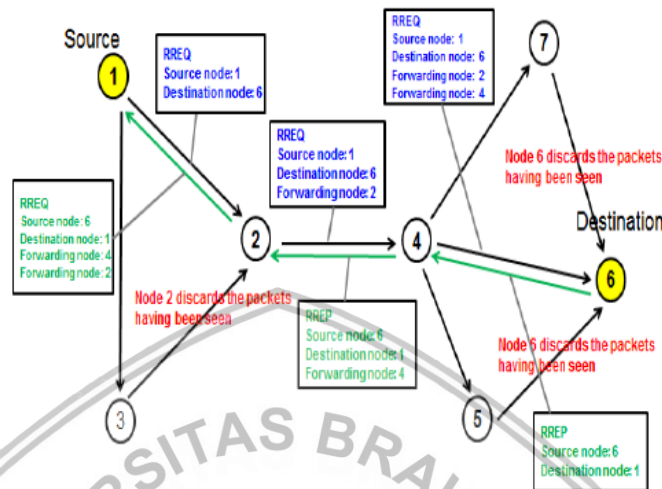 Source
1
RREQ
Source node: 1
Destination node: 6
RREQ
Source node: 1
Destination node: 6
Forwarding node: 2
Forwarding node: 4
7
RREQ
Source node: 1
Destination node: 6
Forwarding node: 2
Node 6 discards the packets
having been seen
RREQ
Source node: 6
Destination node: 1
Forwarding node: 4
Forwarding node: 2
2
4
Destination
6
Node 2 discards the packets
having been seen
RREP
Source node: 6
Destination node: 1
Forwarding node: 4
Node 6 discards the packets
having been seen
3
5
RREP
Source node: 6
Destination node: 1
RSITAS BRAW